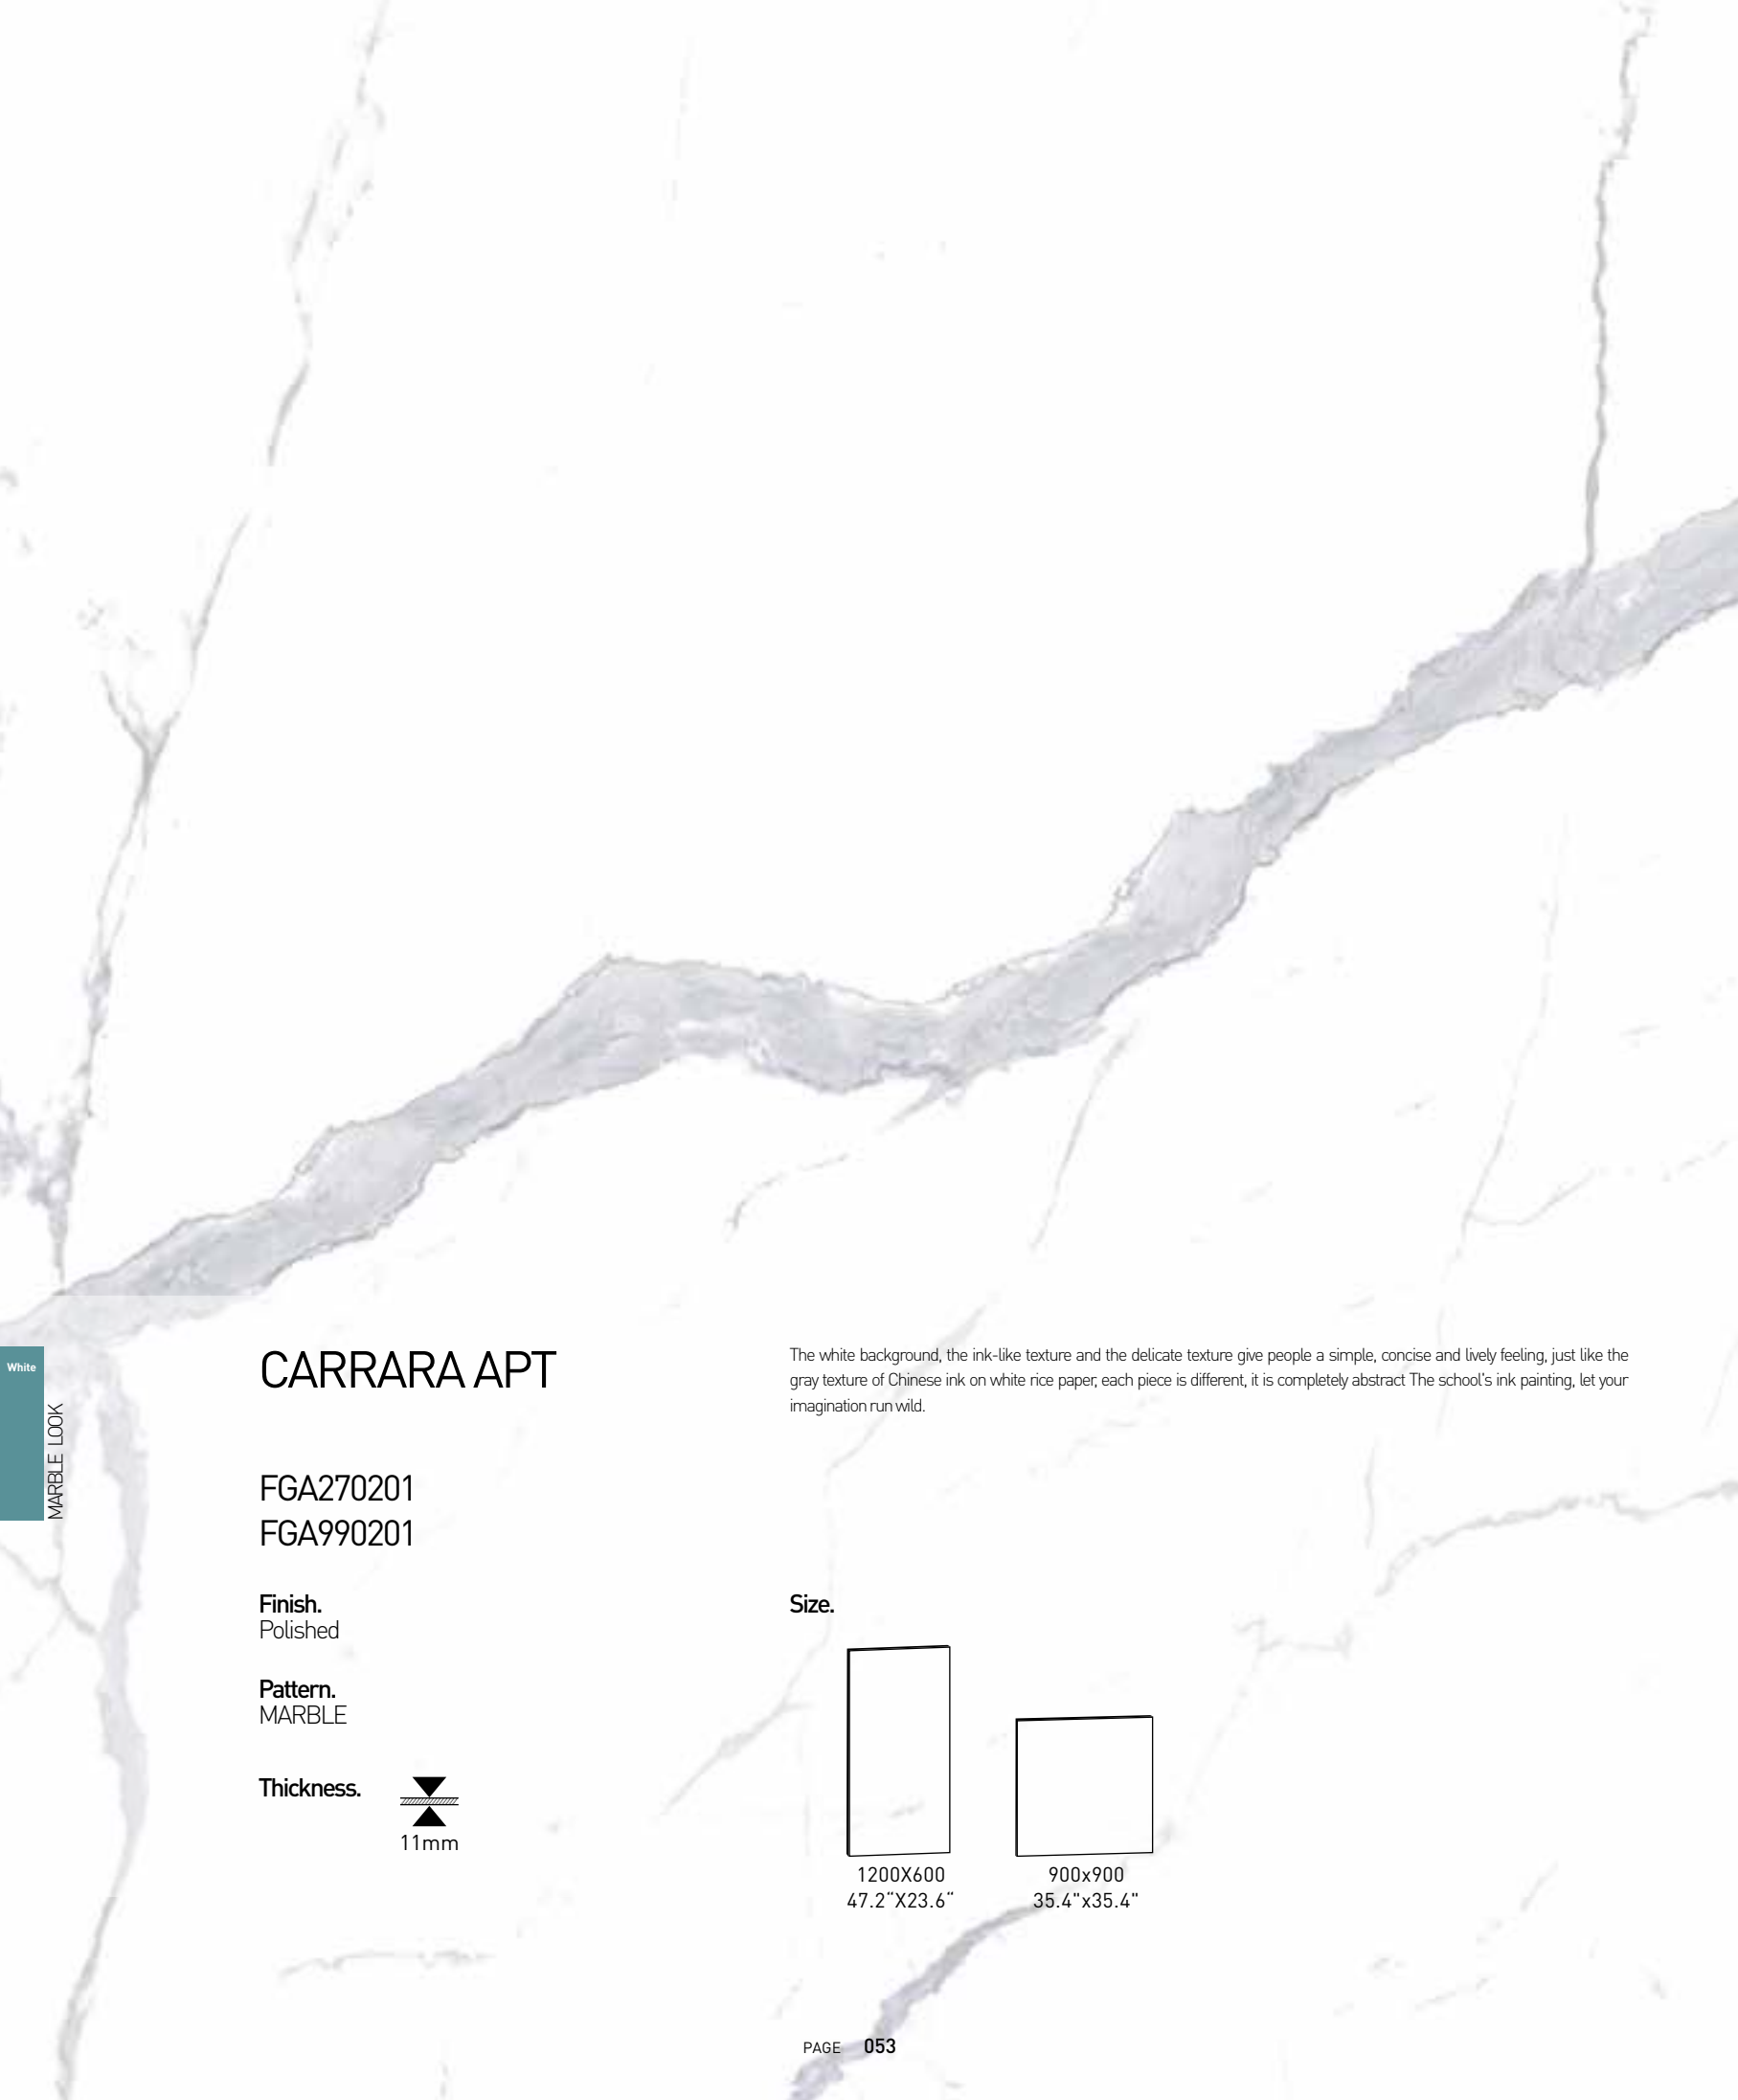 White
MARBLE LOOK
CARRARA APT
The white background, the ink-like texture and the delicate texture give people a simple, concise and lively feeling, just like the
gray texture of Chinese ink on white rice paper, each piece is different, it is completely abstract The school's ink painting, let your
imagination run wild.
FGA270201
FGA990201
Finish.
Polished
Pattern.
MARBLE
Thickness.
11mm
Size.
1200X600
47.2“X23.6“
900x900
35.4"x35.4"
PAGE 053